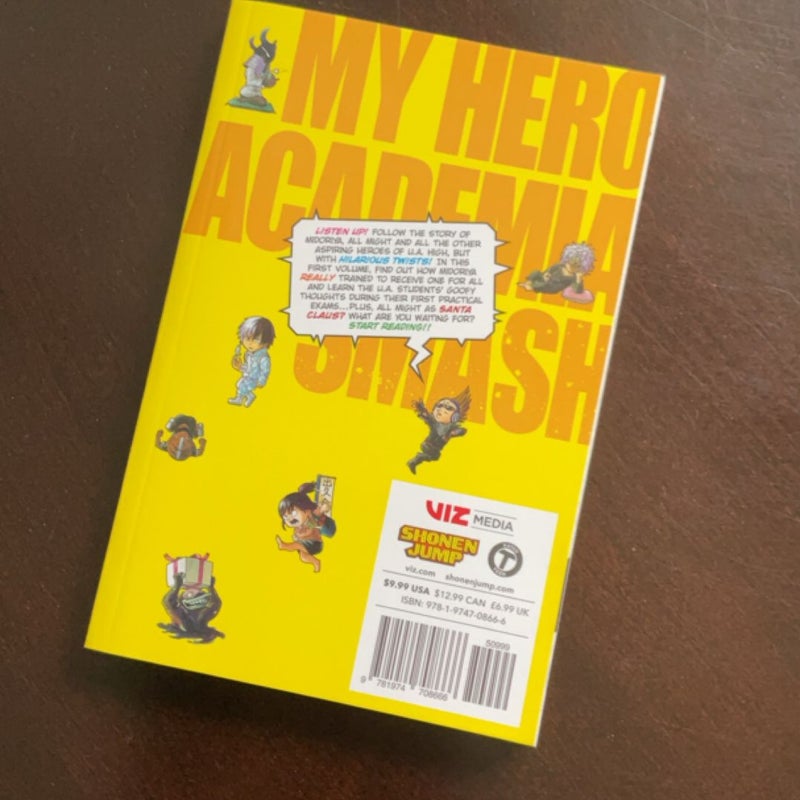 MY HERO
ACADEMIA
SMASH
LISTEN UP! FOLLOW THE STORY OF
MIDORIYA, ALL MIGHT AND ALL THE OTHER
ASPIRING HEROES OF U.A. HIGH, BUT
WITH HILARIOUS TWISTS! IN THIS
FIRST VOLUME, FIND OUT HOW MIDORIYA
REALLY TRAINED TO RECEIVE ONE FOR ALL
AND LEARN THE U.A. STUDENTS' GOOFY
THOUGHTS DURING THEIR FIRST PRACTICAL
EXAMS...PLUS, ALL MIGHT AS SANTA
CLAUS? WHAT ARE YOU WAITING FOR?
START READING!!
VIZ MEDIA
SHONEN
JUMP
T
viz.com shonenjump.com
$9.99 USA $12.99 CAN £6.99 UK
ISBN: 978-1-9747-0866-6
50999
9 781974 708666